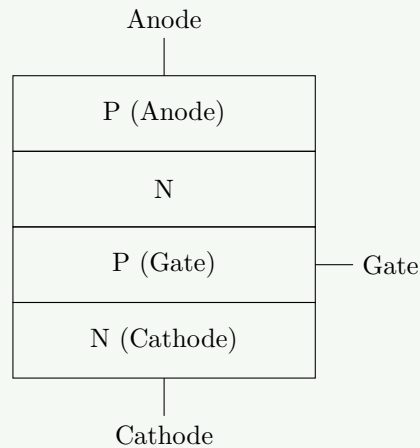 Anode
P (Anode)
N
P (Gate)
Gate
N (Cathode)
Cathode